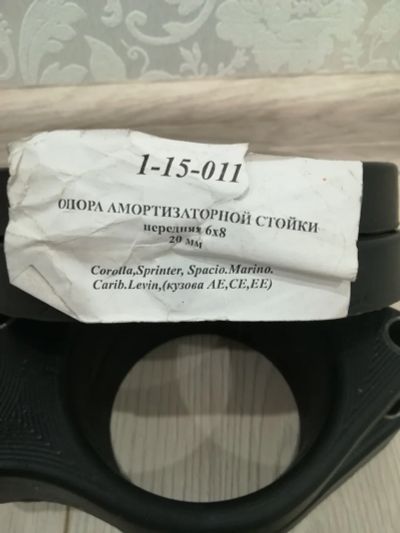 1-15-011
ОПОРА АМОРТИЗАТОРНОЙ СТОЙКИ
передняя 6х8
20 мм
Corolla,Sprinter, Spacio.Marino.
Carib.Levin,(кузова AE,CE,EE)